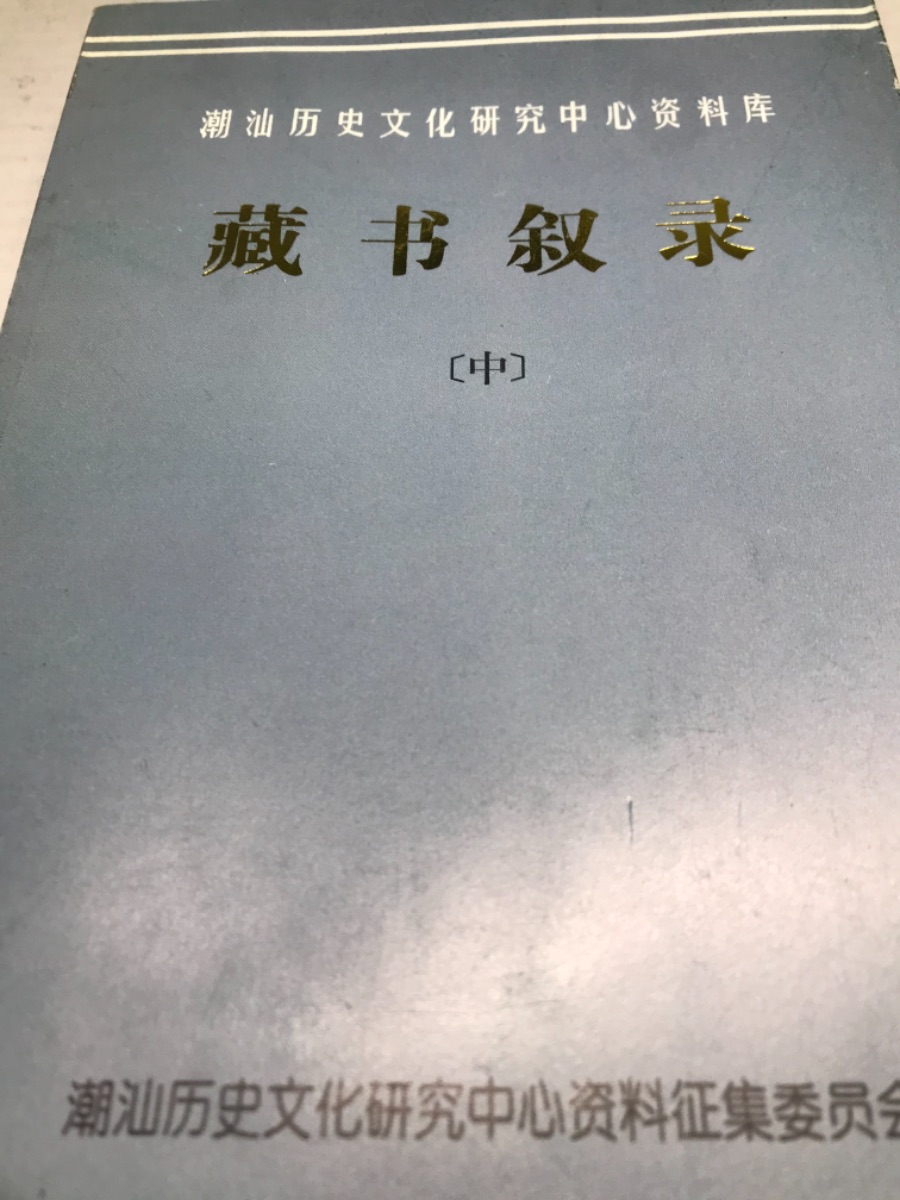 潮汕历史文化研究中心资料库
藏书叙录
〔中〕
潮汕历史文化研究中心资料征集委员会